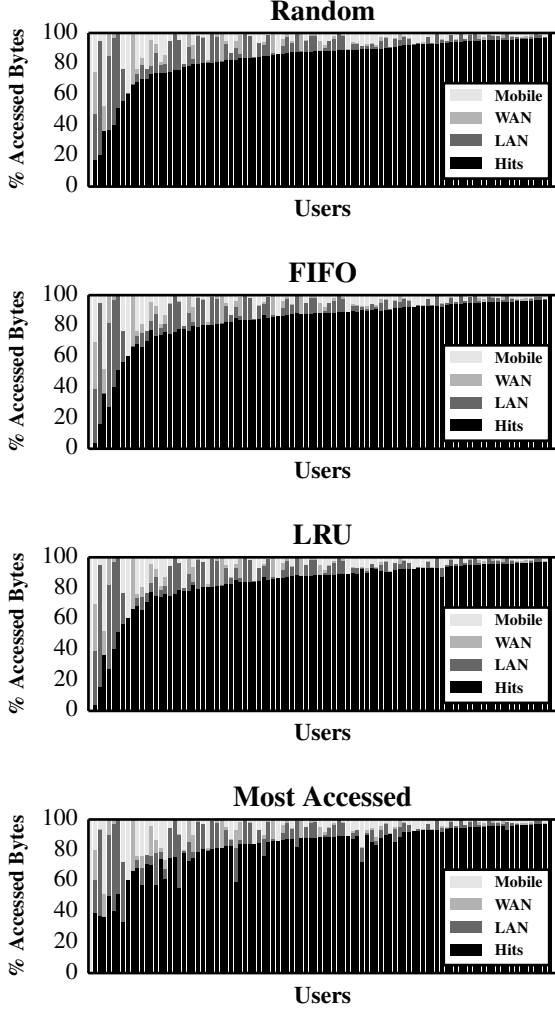 Random
% Accessed Bytes
100
80
60
40
20
0
Mobile
WAN
LAN
Hits
Users
FIFO
% Accessed Bytes
100
80
60
40
20
0
Mobile
WAN
LAN
Hits
Users
LRU
% Accessed Bytes
100
80
60
40
20
0
Mobile
WAN
LAN
Hits
Users
Most Accessed
% Accessed Bytes
100
80
60
40
20
0
Mobile
WAN
LAN
Hits
Users